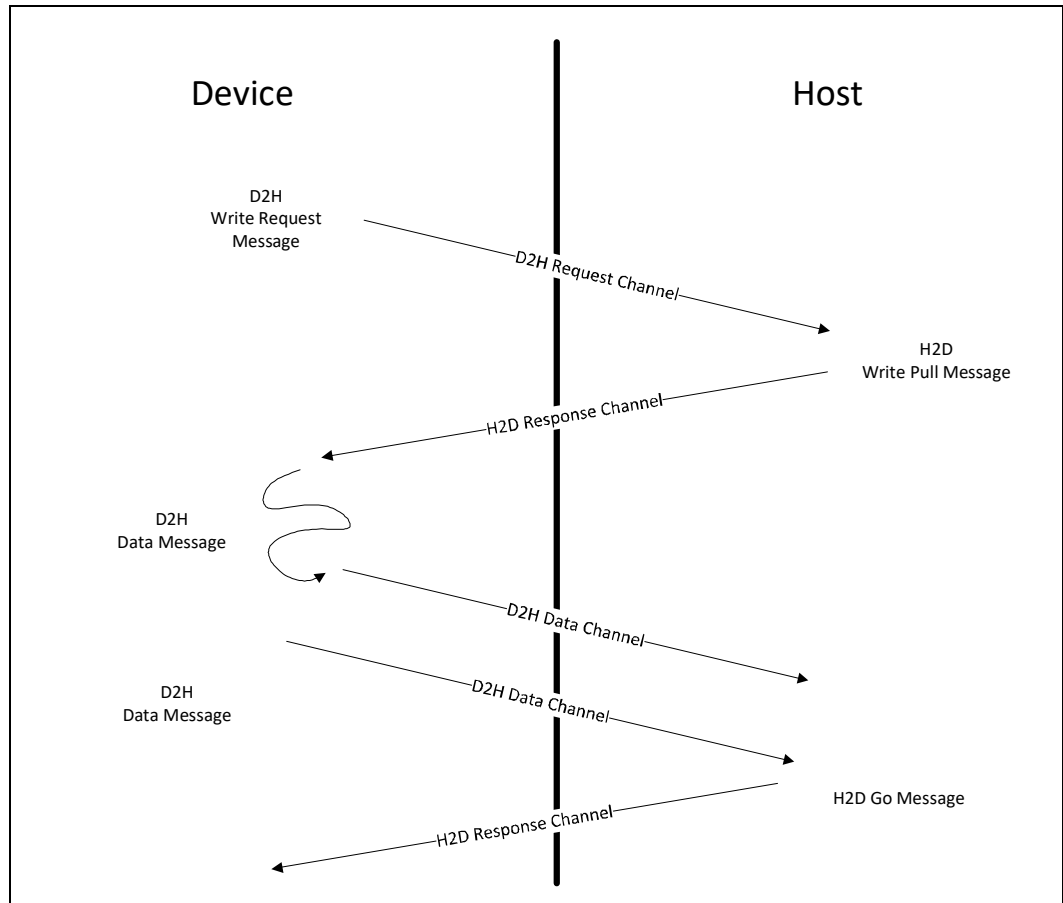 Device
Host
D2H
Write Request
Message
D2H Request Channel
H2D
Write Pull Message
H2D Response Channel
D2H
Data Message
D2H Data Channel
D2H Data Channel
D2H
Data Message
H2D Go Message
H2D Response Channel